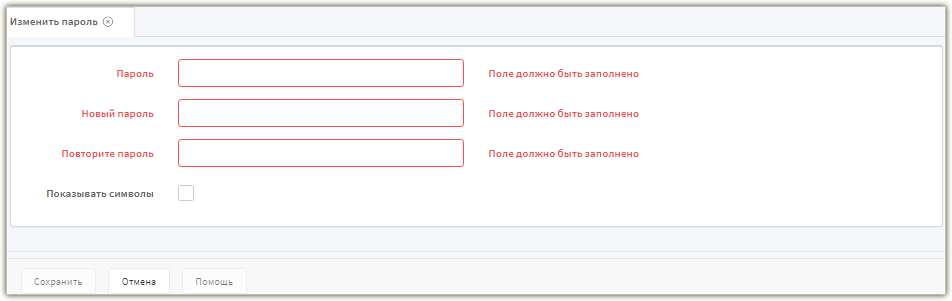 Изменить пароль
Пароль Поле должно быть заполнено
Новый пароль Поле должно быть заполнено
Повторите пароль Поле должно быть заполнено
Показывать символы
Сохранить Отмена Помощь